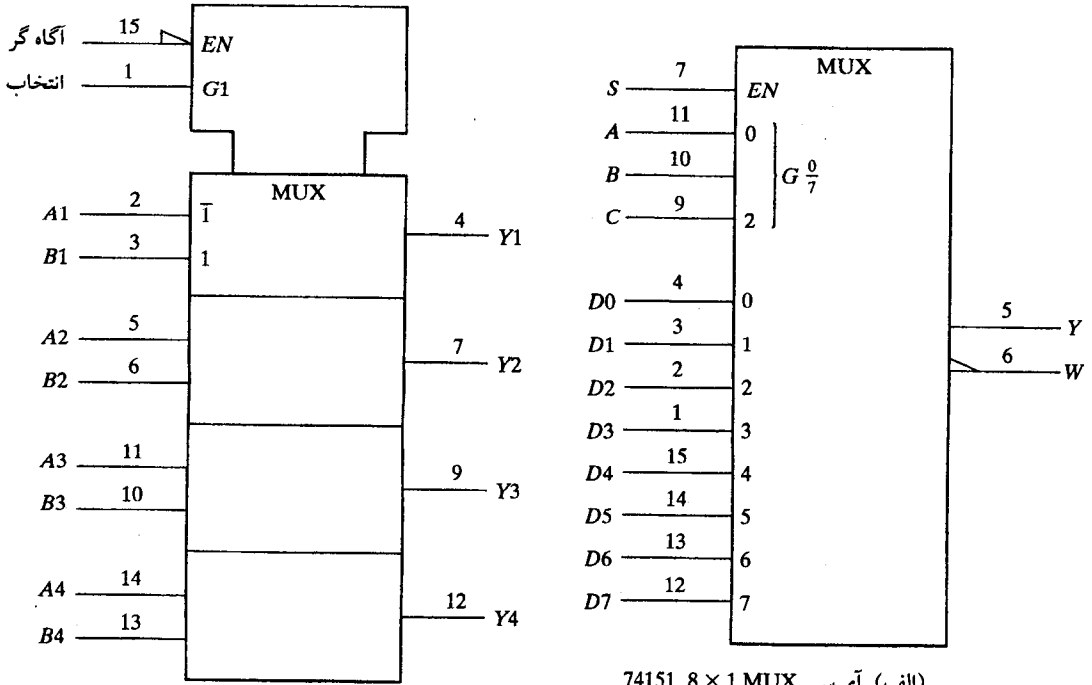 آگاه گر 15 EN
انتخاب 1 G1
MUX
A1 2 1̅
4 Y1
B1 3 1
A2 5
7 Y2
B2 6
A3 11
9 Y3
B3 10
A4 14
12 Y4
B4 13
MUX
S 7 EN
A 11 0
B 10 G 0/7
C 9 2
D0 4 0
5 Y
D1 3 1
6 W
D2 2 2
D3 1 3
D4 15 4
D5 14 5
D6 13 6
D7 12 7
74151 8 × 1 MUX